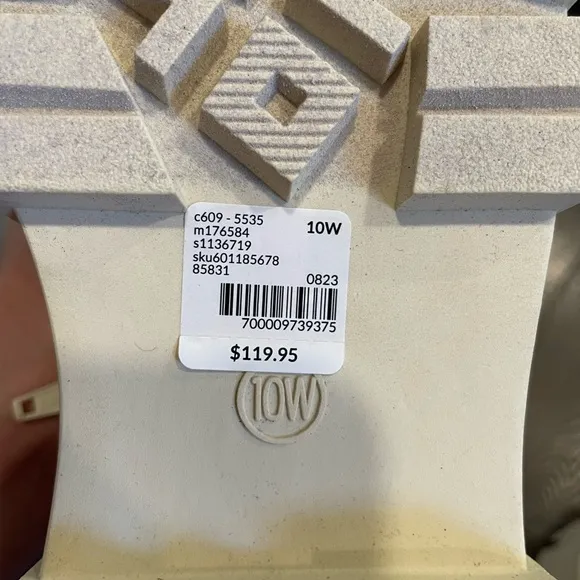 c609 - 5535
m176584 10W
s1136719
sku601185678
85831
0823
700009739375
$119.95
10W